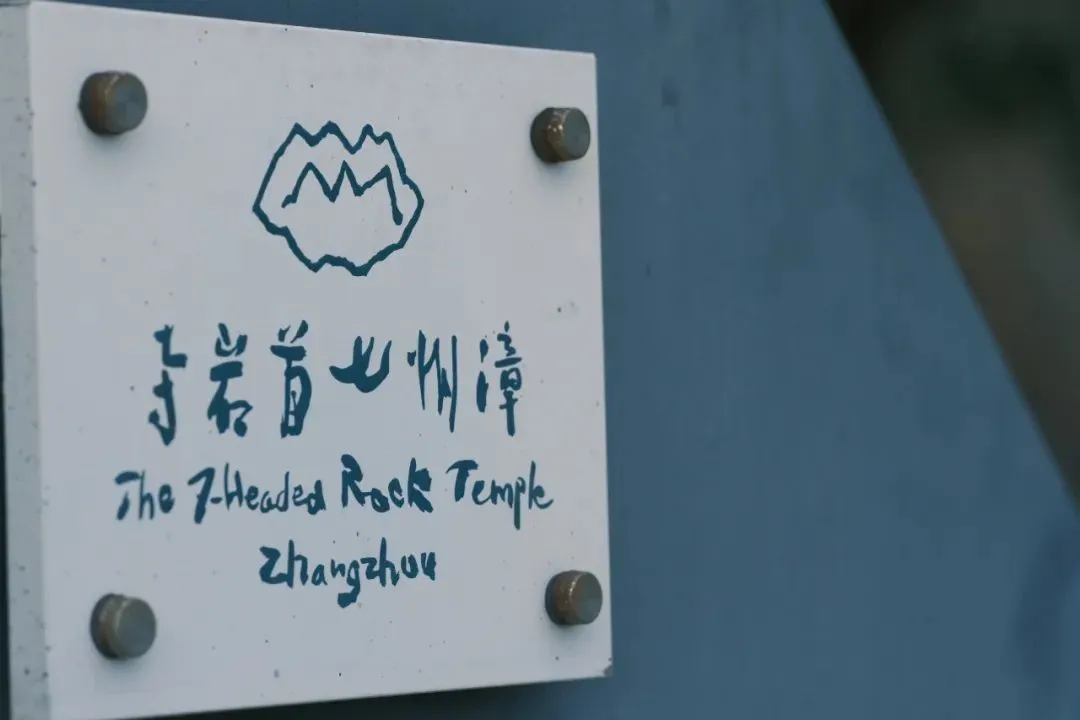 漳州七首岩寺
The 7-Headed Rock Temple
Zhangzhou